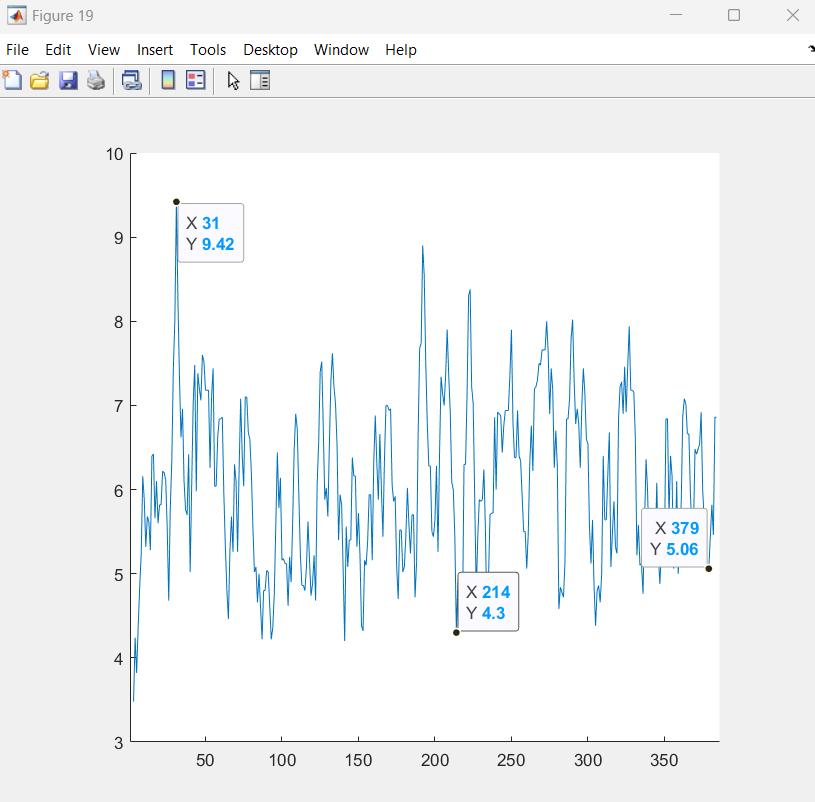 Figure 19
File Edit View Insert Tools Desktop Window Help
10
9
8
7
6
5
4
3
50 100 150 200 250 300 350
X 31
Y 9.42
X 214
Y 4.3
X 379
Y 5.06